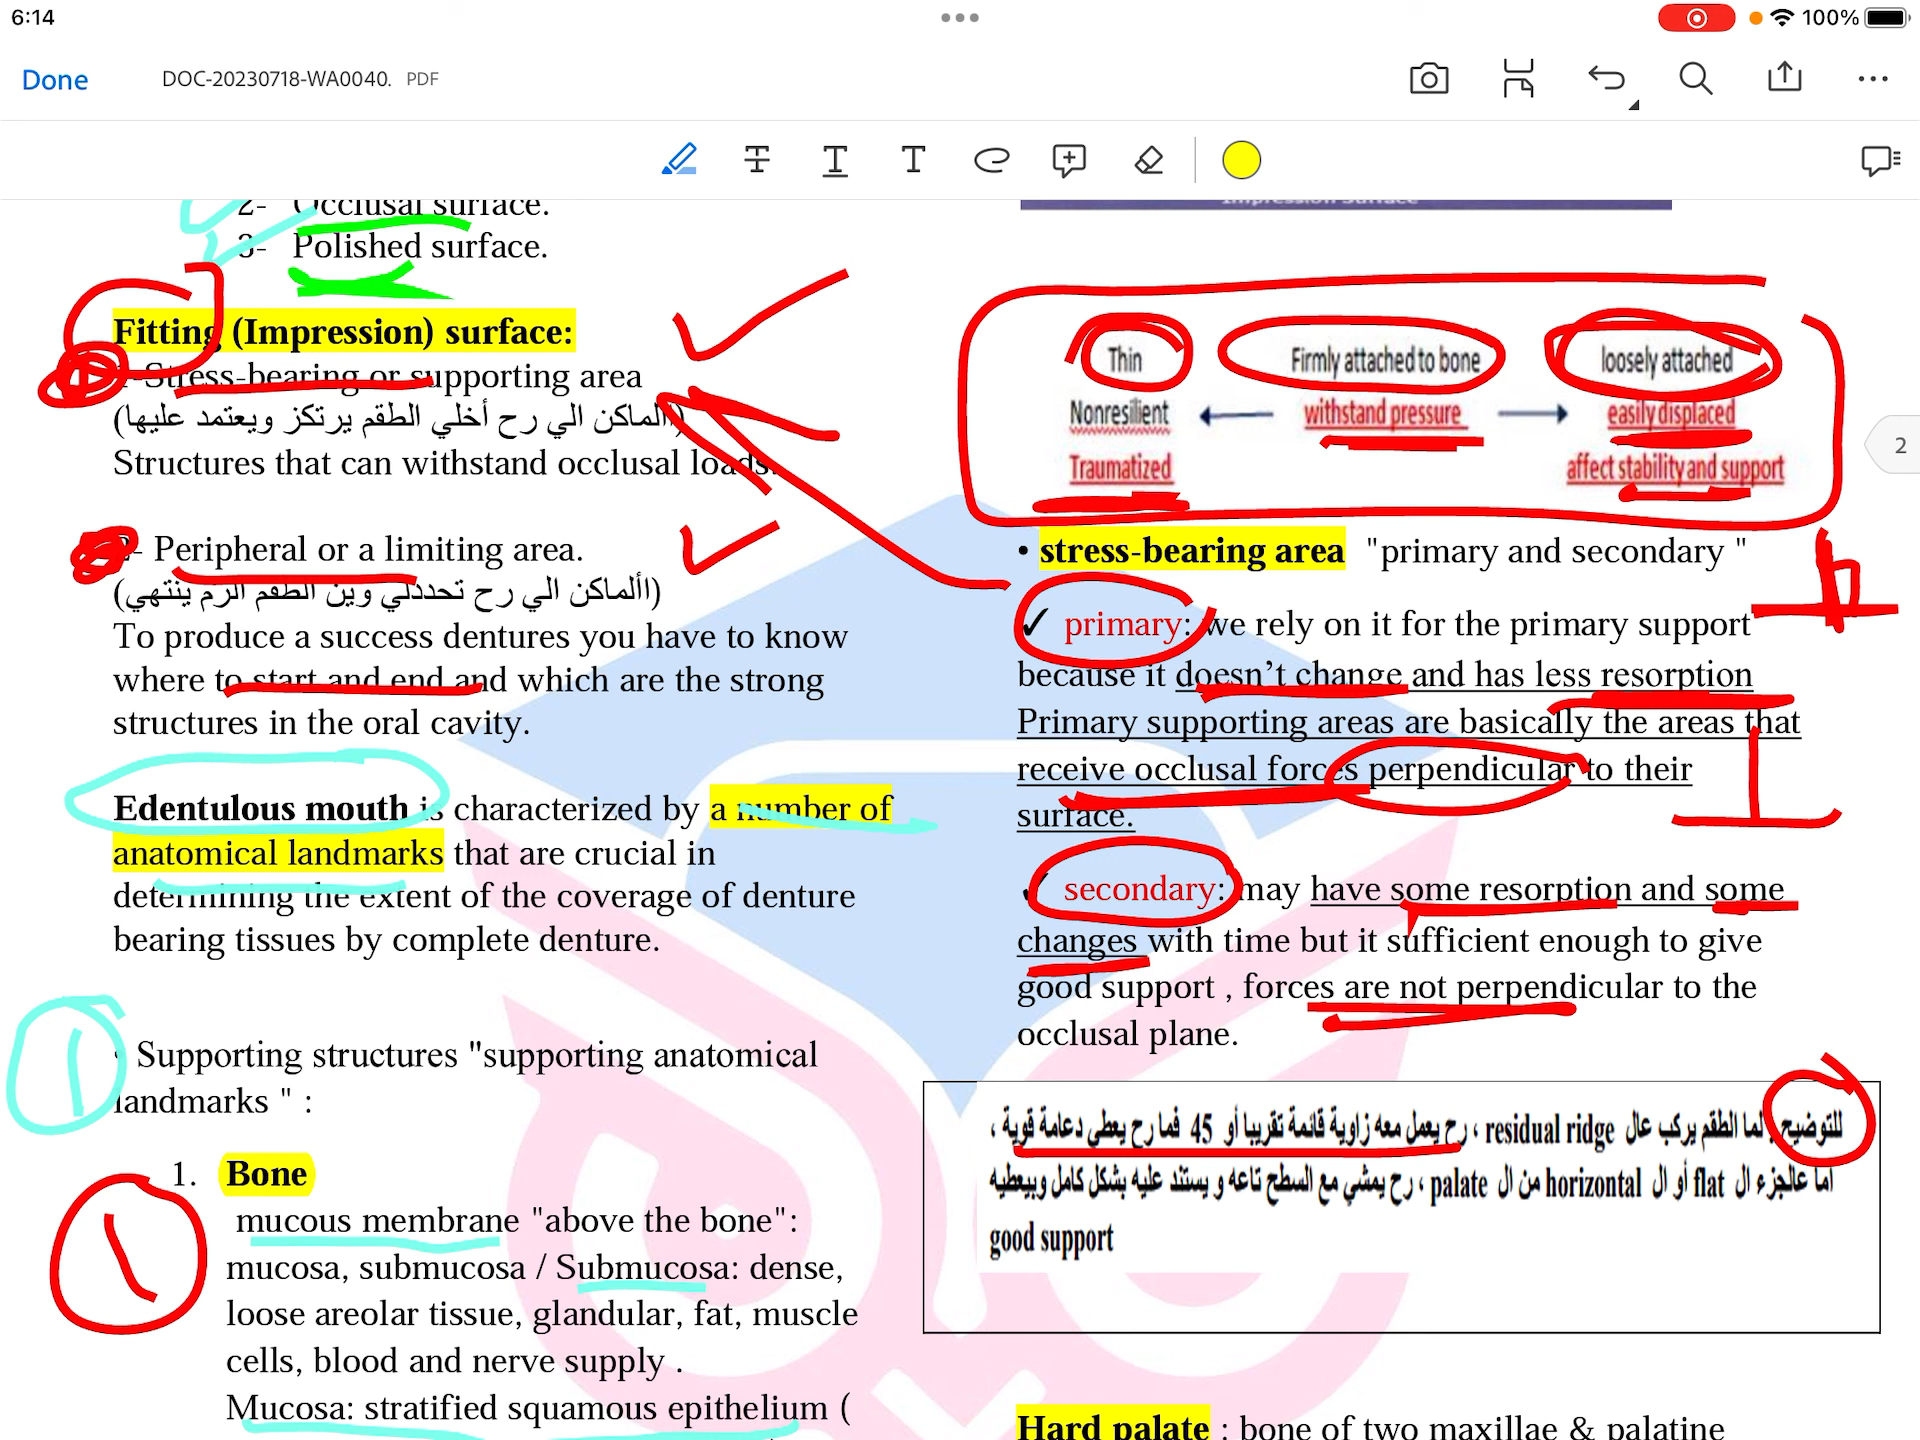 6:14
100%
Done
DOC-20230718-WA0040. PDF
2- Occlusal surface.
3- Polished surface.
Fitting (Impression) surface:
1-Stress-bearing or supporting area
(الماكن الي رح أخلي الطقم يرتكز ويعتمد عليها)
Structures that can withstand occlusal loads.
2- Peripheral or a limiting area.
(األماكن الي رح تحددلي وين الطقم الزم ينتهي)
To produce a success dentures you have to know
where to start and end and which are the strong
structures in the oral cavity.
Edentulous mouth is characterized by a number of
anatomical landmarks that are crucial in
determining the extent of the coverage of denture
bearing tissues by complete denture.
· Supporting structures "supporting anatomical
landmarks " :
1. Bone
mucous membrane "above the bone":
mucosa, submucosa / Submucosa: dense,
loose areolar tissue, glandular, fat, muscle
cells, blood and nerve supply .
Mucosa: stratified squamous epithelium (
Impression Surface
Thin Firmly attached to bone loosely attached
Nonresilient withstand pressure easily displaced
Traumatized affect stability and support
2
• stress-bearing area "primary and secondary "
✓ primary: we rely on it for the primary support
because it doesn’t change and has less resorption
Primary supporting areas are basically the areas that
receive occlusal forces perpendicular to their
surface.
✓ secondary: may have some resorption and some
changes with time but it sufficient enough to give
good support , forces are not perpendicular to the
occlusal plane.
للتوضيح , لما الطقم يركب عال residual ridge ، رح يعمل معه زاوية قائمة تقريبا أو 45 فما رح يعطي دعامة قوية ،
اما عالجزء ال flat أو ال horizontal من ال palate ، رح يمشي مع السطح تاعه و يستند عليه بشكل كامل وبيعطيه
good support
Hard palate : bone of two maxillae & palatine